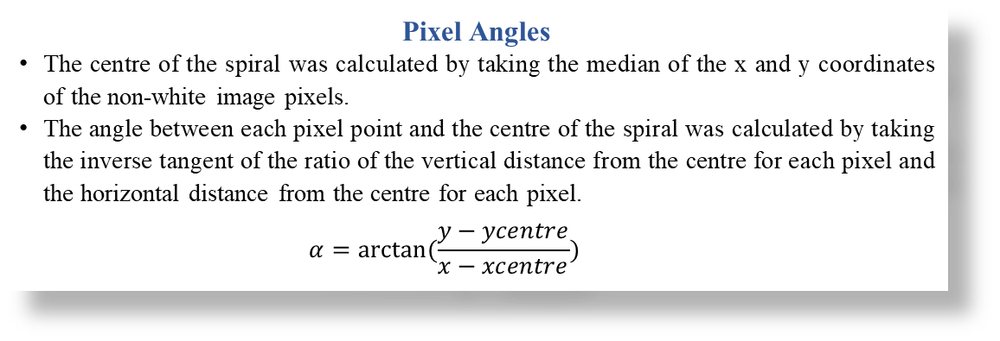 Pixel Angles
• The centre of the spiral was calculated by taking the median of the x and y coordinates
of the non-white image pixels.
• The angle between each pixel point and the centre of the spiral was calculated by taking
the inverse tangent of the ratio of the vertical distance from the centre for each pixel and
the horizontal distance from the centre for each pixel.
α = arctan(y − ycentre / x − xcentre)